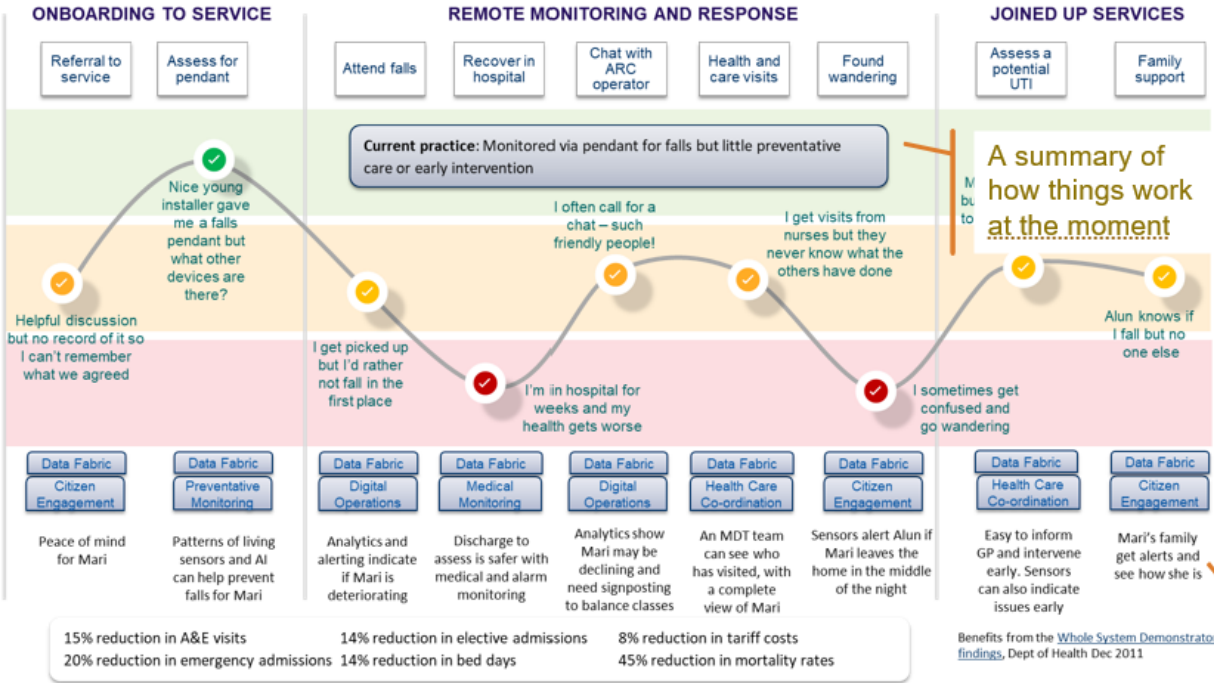 ONBOARDING TO SERVICE
REMOTE MONITORING AND RESPONSE
JOINED UP SERVICES
Referral to
service
Assess for
pendant
Attend falls
Recover in
hospital
Chat with
ARC
operator
Health and
care visits
Found
wandering
Assess a
potential
UTI
Family
support
Current practice: Monitored via pendant for falls but little preventative
care or early intervention
A summary of
how things work
at the moment
Helpful discussion
but no record of it so
I can't remember
what we agreed
Nice young
installer gave
me a falls
pendant but
what other
devices are
there?
I get picked up
but I'd rather
not fall in the
first place
I'm in hospital for
weeks and my
health gets worse
I often call for a
chat – such
friendly people!
I get visits from
nurses but they
never know what the
others have done
I sometimes get
confused and
go wandering
M
bu
to
Alun knows if
I fall but no
one else
Data Fabric
Citizen
Engagement
Data Fabric
Preventative
Monitoring
Data Fabric
Digital
Operations
Data Fabric
Medical
Monitoring
Data Fabric
Digital
Operations
Data Fabric
Health Care
Co-ordination
Data Fabric
Citizen
Engagement
Data Fabric
Health Care
Co-ordination
Data Fabric
Citizen
Engagement
Peace of mind
for Mari
Patterns of living
sensors and AI
can help prevent
falls for Mari
Analytics and
alerting indicate
if Mari is
deteriorating
Discharge to
assess is safer with
medical and alarm
monitoring
Analytics show
Mari may be
declining and
need signposting
to balance classes
An MDT team
can see who
has visited, with
a complete
view of Mari
Sensors alert Alun if
Mari leaves the
home in the middle
of the night
Easy to inform
GP and intervene
early. Sensors
can also indicate
issues early
Mari's family
get alerts and
see how she is
15% reduction in A&E visits
20% reduction in emergency admissions
14% reduction in elective admissions
14% reduction in bed days
8% reduction in tariff costs
45% reduction in mortality rates
Benefits from the Whole System Demonstrator
findings, Dept of Health Dec 2011